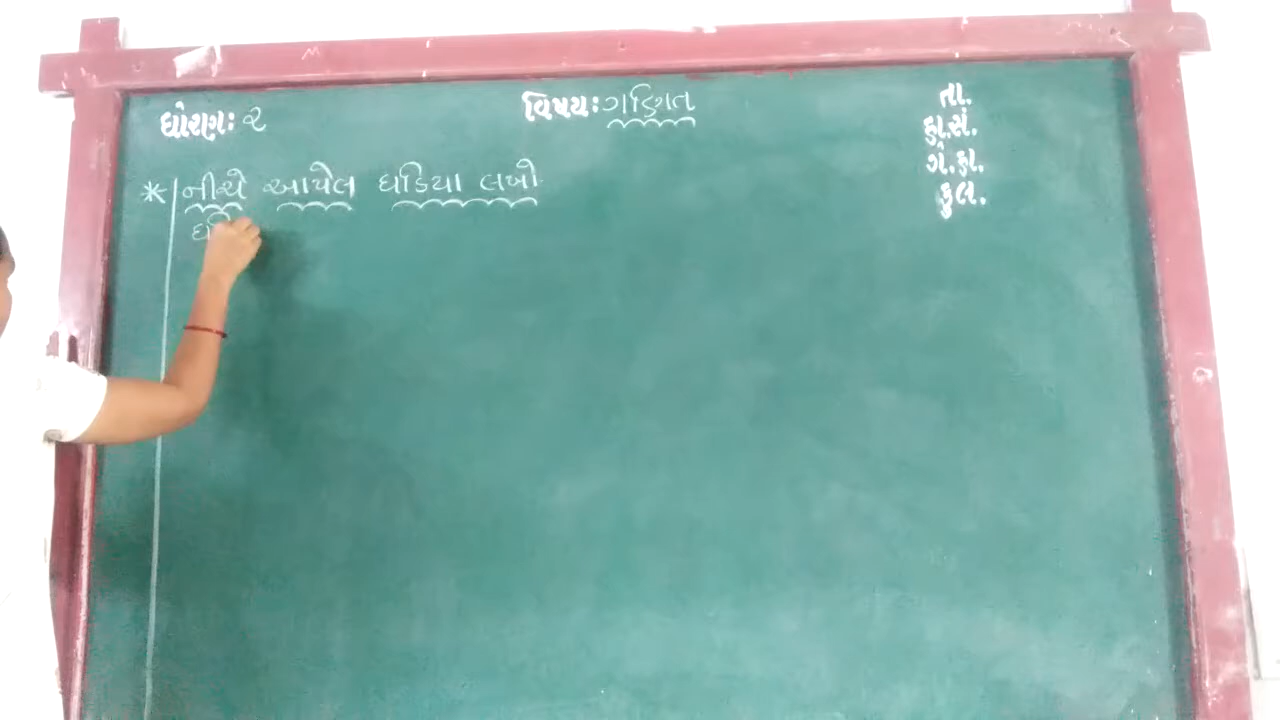 ધોરણઃ ૨
વિષયઃ ગણિત
તા.
હા.સં.
ગે.હા.
કુલ.
* નીચે આપેલ ઘડિયા લખો